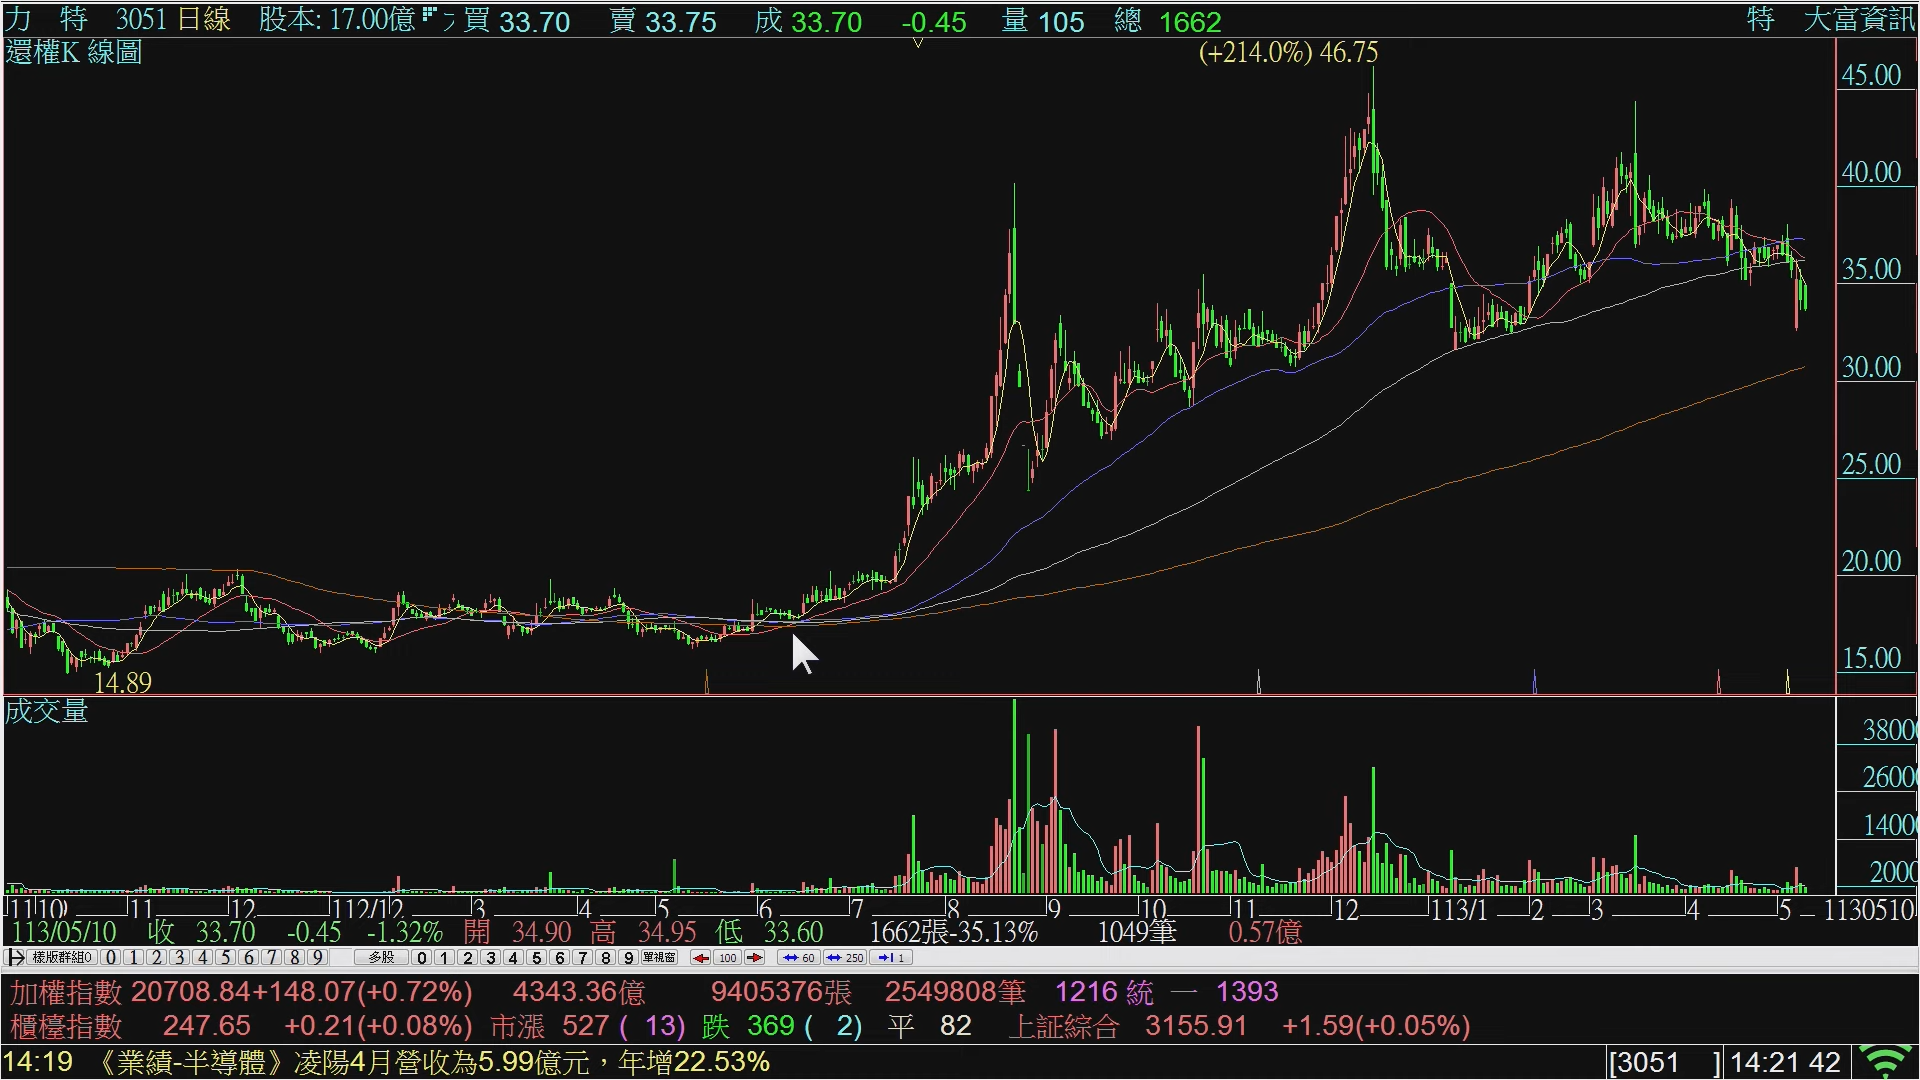 力 特 3051 日線 股本: 17.00億 買 33.70 賣 33.75 成 33.70 -0.45 量 105 總 1662 特 大富資訊
還權K 線圖
(+214.0%) 46.75
45.00
40.00
35.00
30.00
25.00
20.00
15.00
14.89
成交量
38000
26000
14000
2000
11 12 112/1 2 3 4 5 6 7 8 9 10 11 12 113/1 2 3 4 5 1130510
113/05/10 收 33.70 -0.45 -1.32% 開 34.90 高 34.95 低 33.60 1662張-35.13% 1049筆 0.57億
樣版群組0 0 1 2 3 4 5 6 7 8 9 多股 0 1 2 3 4 5 6 7 8 9 單視窗 100 60 250 1
加權指數 20708.84+148.07(+0.72%) 4343.36億 9405376張 2549808筆 1216 統 一 1393
櫃檯指數 247.65 +0.21(+0.08%) 市漲 527 ( 13) 跌 369 ( 2) 平 82 上証綜合 3155.91 +1.59(+0.05%)
14:19 《業績-半導體》凌陽4月營收為5.99億元，年增22.53% [3051 ] 14:21 42